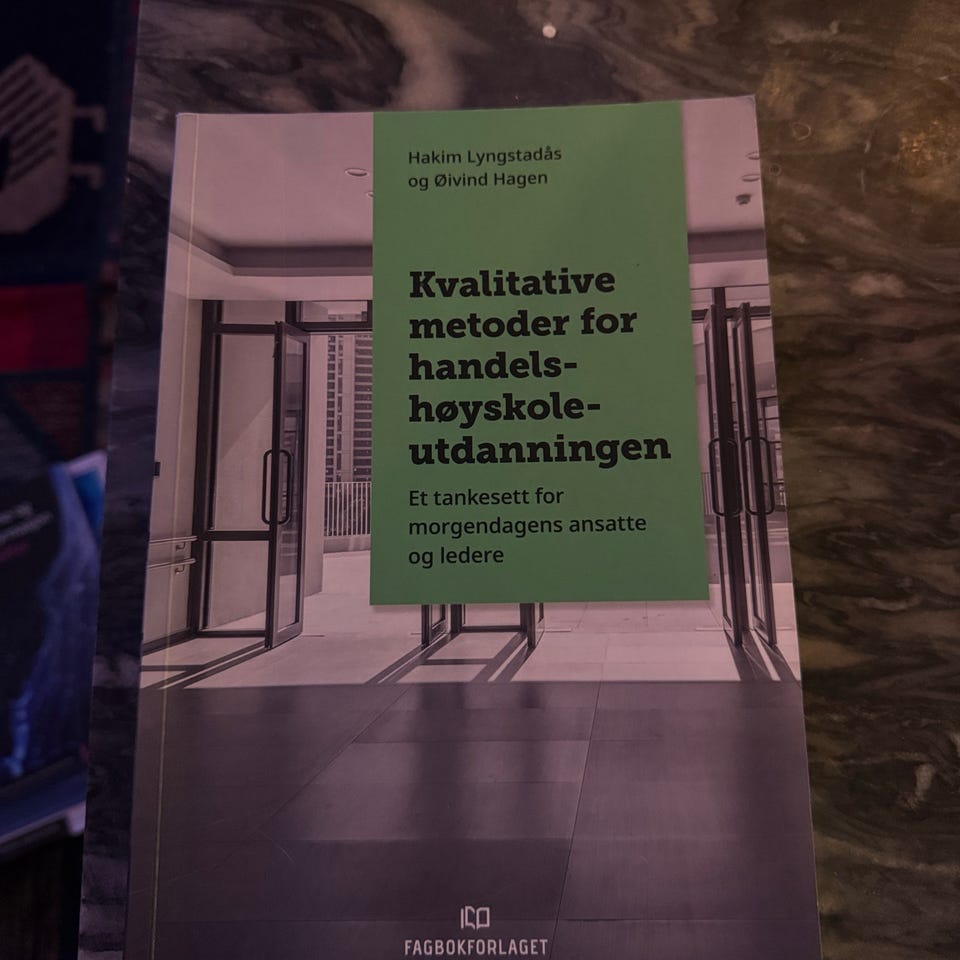 Hakim Lyngstadås
og Øivind Hagen
Kvalitative
metoder for
handels-
høyskole-
utdanningen
Et tankesett for
morgendagens ansatte
og ledere
FAGBOKFORLAGET